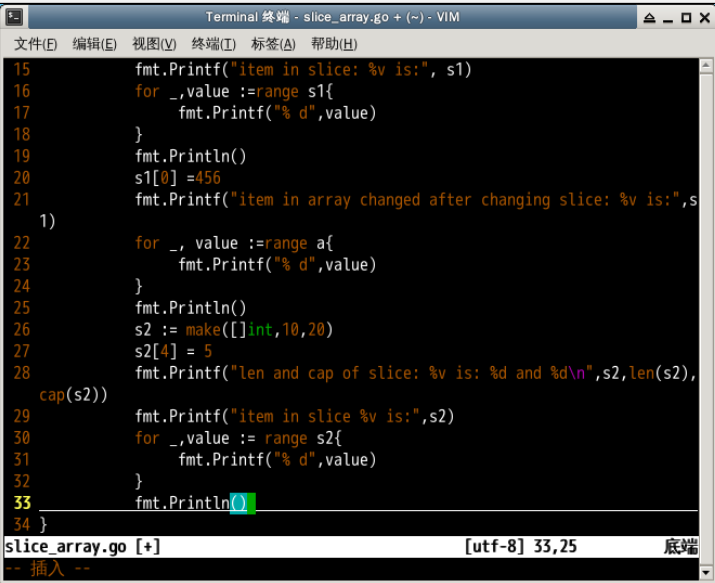 Terminal 终端 - slice_array.go + (~) - VIM
文件(F) 编辑(E) 视图(V) 终端(T) 标签(A) 帮助(H)
15 fmt.Printf("item in slice: %v is:", s1)
16 for _,value :=range s1{
17 fmt.Printf("% d",value)
18 }
19 fmt.Println()
20 s1[0] =456
21 fmt.Printf("item in array changed after changing slice: %v is:",s
1)
22 for _, value :=range a{
23 fmt.Printf("% d",value)
24 }
25 fmt.Println()
26 s2 := make([]int,10,20)
27 s2[4] = 5
28 fmt.Printf("len and cap of slice: %v is: %d and %d\n",s2,len(s2),
cap(s2))
29 fmt.Printf("item in slice %v is:",s2)
30 for _,value := range s2{
31 fmt.Printf("% d",value)
32 }
33 fmt.Println()
34 }
slice_array.go [+] [utf-8] 33,25 底端
-- 插入 --